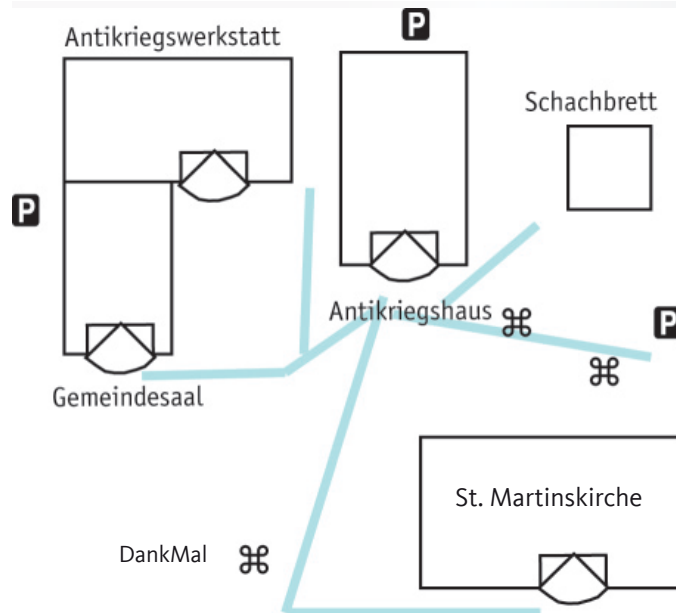 P
Antikriegswerkstatt
Schachbrett
P
Antikriegshaus
P
Gemeindesaal
St. Martinskirche
DankMal